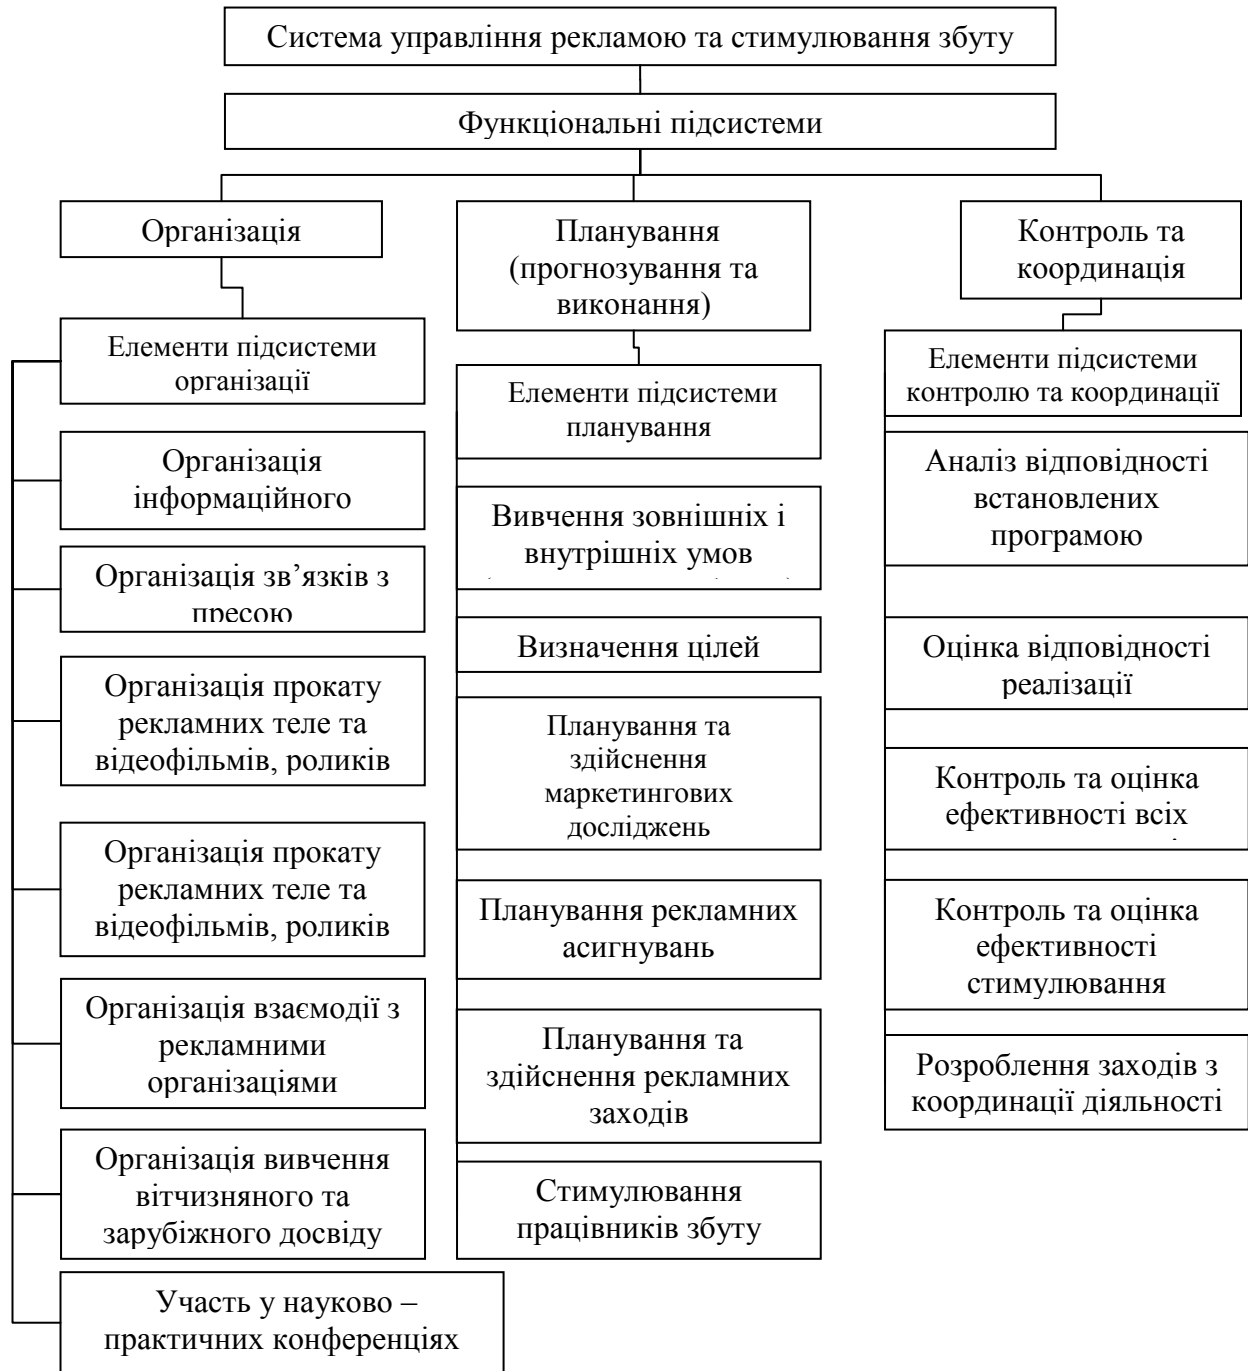 Система управління рекламою та стимулювання збуту
Функціональні підсистеми
Організація
Елементи підсистеми
організації
Організація
інформаційного
Організація зв’язків з
пресою
Організація прокату
рекламних теле та
відеофільмів, роликів
Організація прокату
рекламних теле та
відеофільмів, роликів
Організація взаємодії з
рекламними
організаціями
Організація вивчення
вітчизняного та
зарубіжного досвіду
Участь у науково –
практичних конференціях
Планування
(прогнозування та
виконання)
Елементи підсистеми
планування
Вивчення зовнішніх і
внутрішніх умов
Визначення цілей
Планування та
здійснення
маркетингових
досліджень
Планування рекламних
асигнувань
Планування та
здійснення рекламних
заходів
Стимулювання
працівників збуту
Контроль та
координація
Елементи підсистеми
контролю та координації
Аналіз відповідності
встановлених
програмою
Оцінка відповідності
реалізації
Контроль та оцінка
ефективності всіх
Контроль та оцінка
ефективності
стимулювання
Розроблення заходів з
координації діяльності